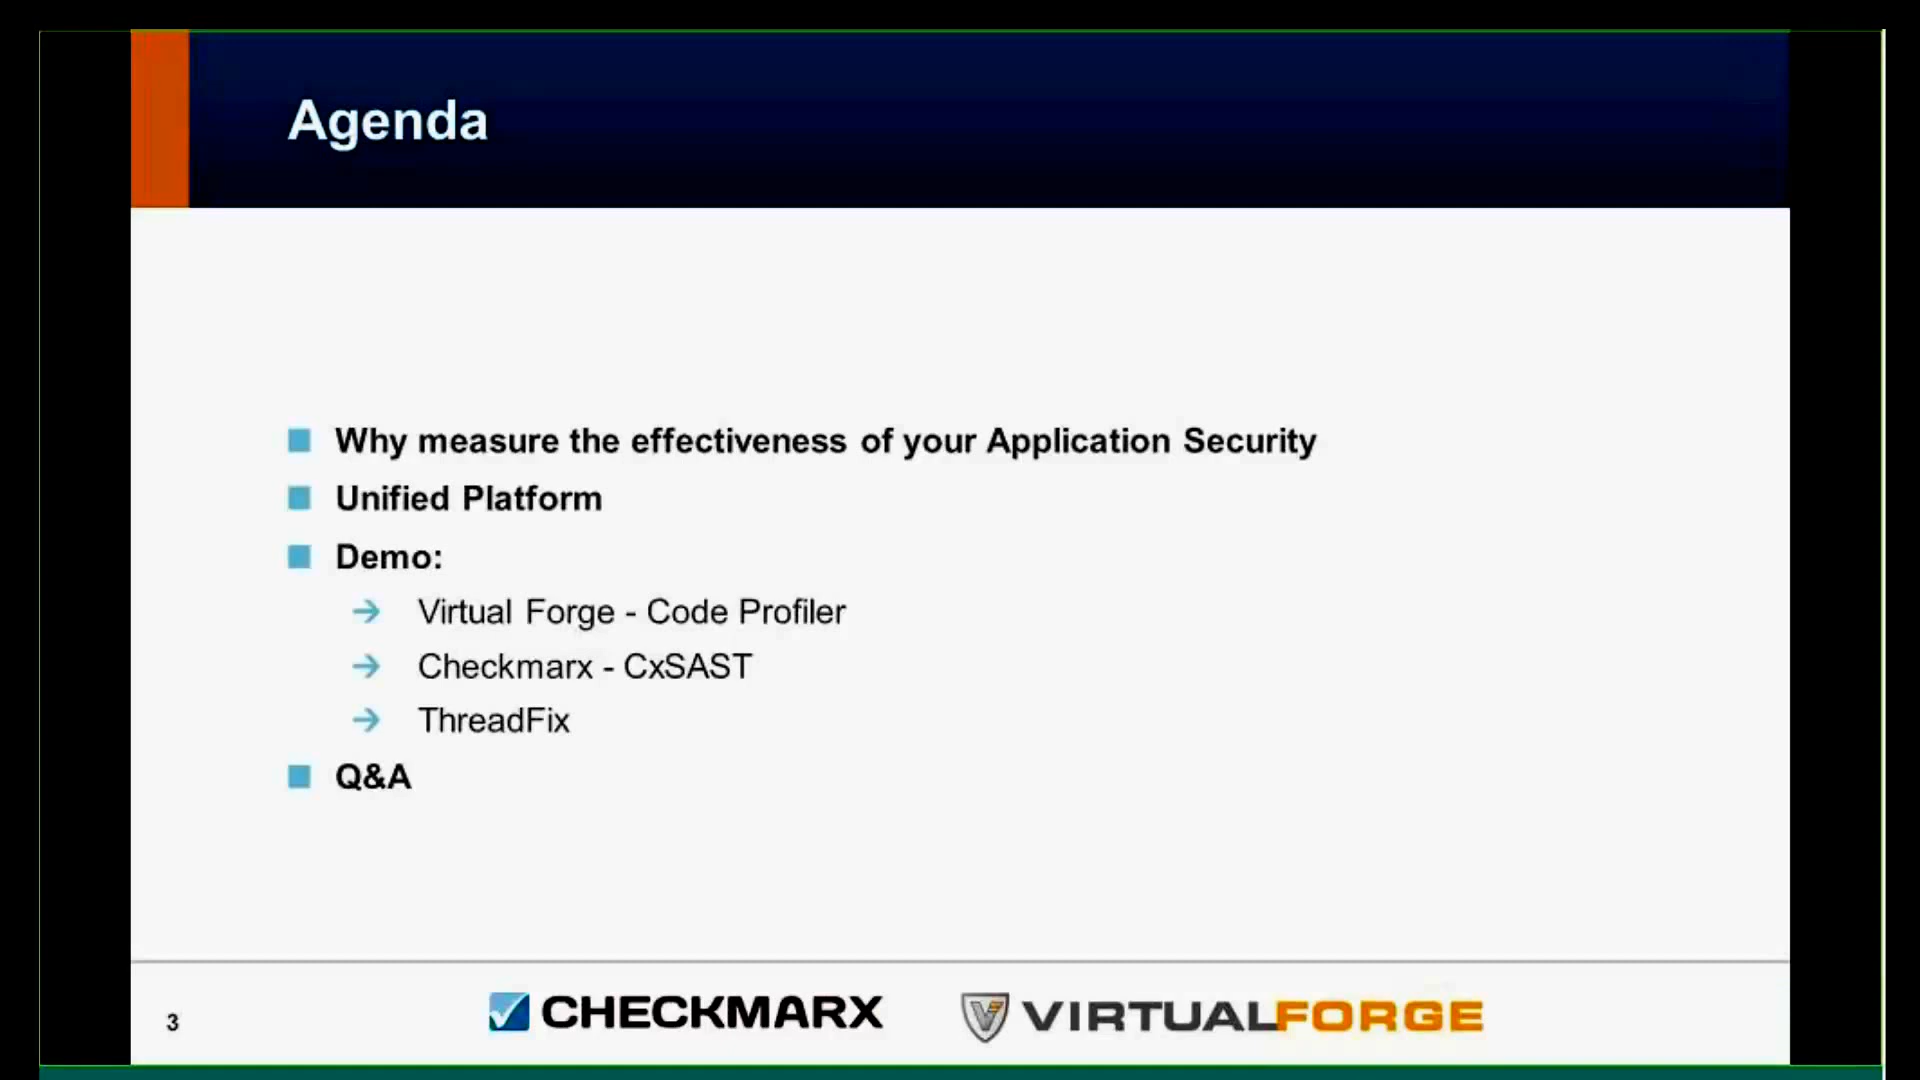 Agenda
Why measure the effectiveness of your Application Security
Unified Platform
Demo:
Virtual Forge - Code Profiler
Checkmarx - CxSAST
ThreadFix
Q&A
3
CHECKMARX
VIRTUALFORGE